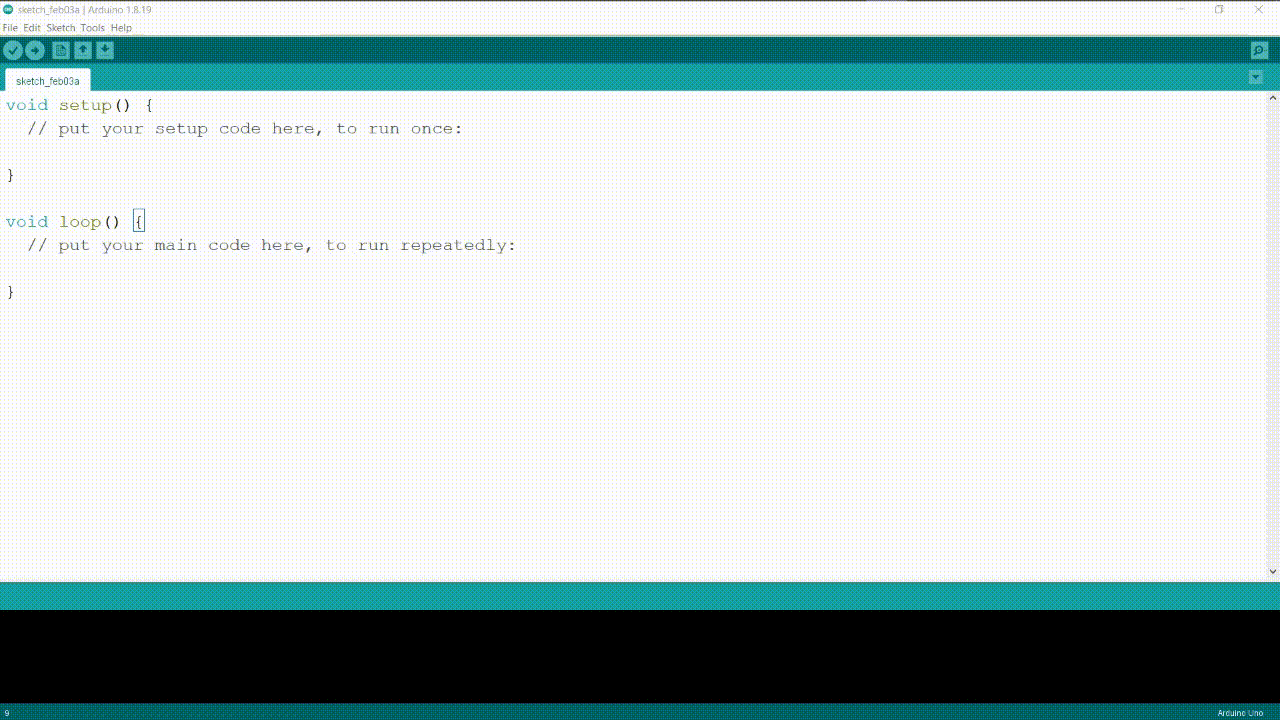 sketch_feb03a | Arduino 1.8.19
File Edit Sketch Tools Help
sketch_feb03a
void setup() {
  // put your setup code here, to run once:
}
void loop() {
  // put your main code here, to run repeatedly:
}
9
Arduino Uno